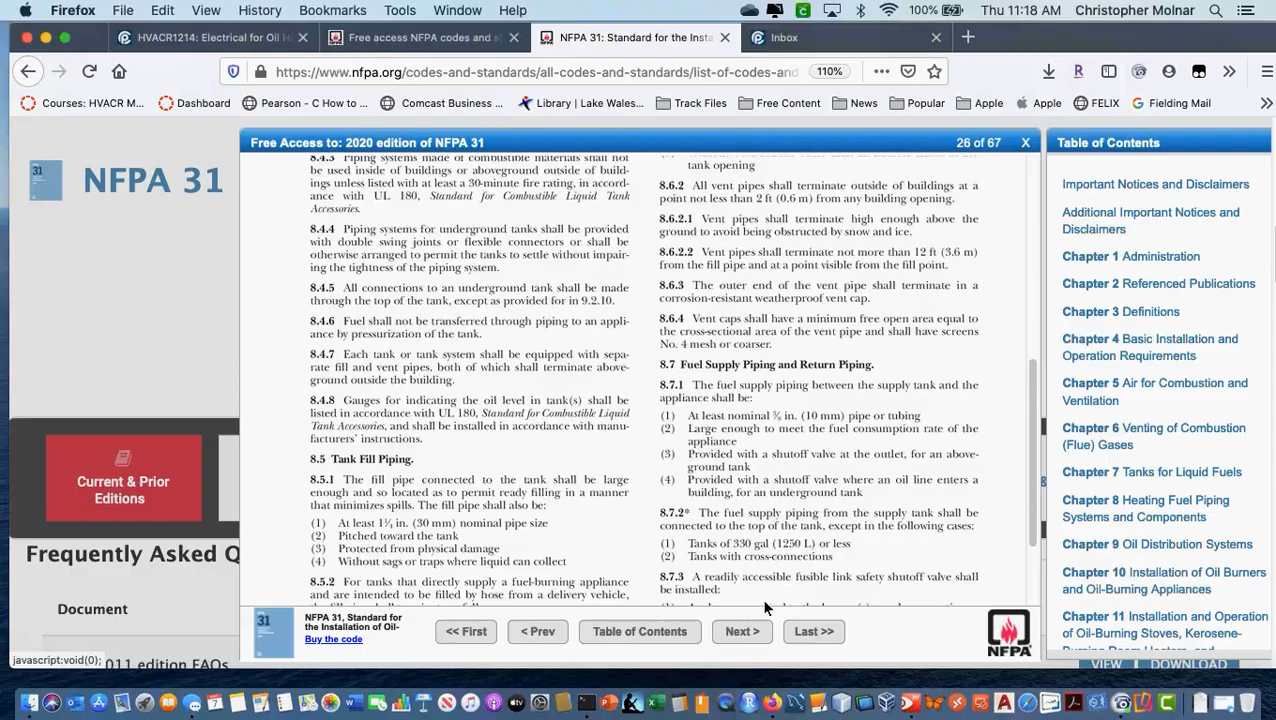 Firefox File Edit View History Bookmarks Tools Window Help 100% Thu 11:18 AM Christopher Molnar
HVACR1214: Electrical for Oil H
Free access NFPA codes and s
NFPA 31: Standard for the Insta
Inbox
https://www.nfpa.org/codes-and-standards/all-codes-and-standards/list-of-codes-and 110%
Courses: HVACR M... Dashboard Pearson - C How to ... Comcast Business ... Library | Lake Wales... Track Files Free Content News Popular Apple Apple FELIX Fielding Mail
31
NFPA 31
Current & Prior
Editions
Frequently Asked Q
Document
011 edition FAQs
javascript:void(0);
Free Access to: 2020 edition of NFPA 31 26 of 67 X
8.4.3 Piping systems made of combustible materials shall not
be used inside of buildings or aboveground outside of build-
ings unless listed with at least a 30-minute fire rating, in accord-
ance with UL 180, Standard for Combustible Liquid Tank
Accessories.
8.4.4 Piping systems for underground tanks shall be provided
with double swing joints or flexible connectors or shall be
otherwise arranged to permit the tanks to settle without impair-
ing the tightness of the piping system.
8.4.5 All connections to an underground tank shall be made
through the top of the tank, except as provided for in 9.2.10.
8.4.6 Fuel shall not be transferred through piping to an appli-
ance by pressurization of the tank.
8.4.7 Each tank or tank system shall be equipped with sepa-
rate fill and vent pipes, both of which shall terminate above-
ground outside the building.
8.4.8 Gauges for indicating the oil level in tank(s) shall be
listed in accordance with UL 180, Standard for Combustible Liquid
Tank Accessories, and shall be installed in accordance with manu-
facturers' instructions.
8.5 Tank Fill Piping.
8.5.1 The fill pipe connected to the tank shall be large
enough and so located as to permit ready filling in a manner
that minimizes spills. The fill pipe shall also be:
(1) At least 1¼ in. (30 mm) nominal pipe size
(2) Pitched toward the tank
(3) Protected from physical damage
(4) Without sags or traps where liquid can collect
8.5.2 For tanks that directly supply a fuel-burning appliance
and are intended to be filled by hose from a delivery vehicle,
tank opening
8.6.2 All vent pipes shall terminate outside of buildings at a
point not less than 2 ft (0.6 m) from any building opening.
8.6.2.1 Vent pipes shall terminate high enough above the
ground to avoid being obstructed by snow and ice.
8.6.2.2 Vent pipes shall terminate not more than 12 ft (3.6 m)
from the fill pipe and at a point visible from the fill point.
8.6.3 The outer end of the vent pipe shall terminate in a
corrosion-resistant weatherproof vent cap.
8.6.4 Vent caps shall have a minimum free open area equal to
the cross-sectional area of the vent pipe and shall have screens
No. 4 mesh or coarser.
8.7 Fuel Supply Piping and Return Piping.
8.7.1 The fuel supply piping between the supply tank and the
appliance shall be:
(1) At least nominal ⅜ in. (10 mm) pipe or tubing
(2) Large enough to meet the fuel consumption rate of the
appliance
(3) Provided with a shutoff valve at the outlet, for an above-
ground tank
(4) Provided with a shutoff valve where an oil line enters a
building, for an underground tank
8.7.2* The fuel supply piping from the supply tank shall be
connected to the top of the tank, except in the following cases:
(1) Tanks of 330 gal (1250 L) or less
(2) Tanks with cross-connections
8.7.3 A readily accessible fusible link safety shutoff valve shall
be installed:
31
NFPA 31, Standard for
the Installation of Oil-
Buy the code
<< First < Prev Table of Contents Next > Last >>
NFPA
Table of Contents
Important Notices and Disclaimers
Additional Important Notices and
Disclaimers
Chapter 1 Administration
Chapter 2 Referenced Publications
Chapter 3 Definitions
Chapter 4 Basic Installation and
Operation Requirements
Chapter 5 Air for Combustion and
Ventilation
Chapter 6 Venting of Combustion
(Flue) Gases
Chapter 7 Tanks for Liquid Fuels
Chapter 8 Heating Fuel Piping
Systems and Components
Chapter 9 Oil Distribution Systems
Chapter 10 Installation of Oil Burners
and Oil-Burning Appliances
Chapter 11 Installation and Operation
of Oil-Burning Stoves, Kerosene-
VIEW DOWNLOAD